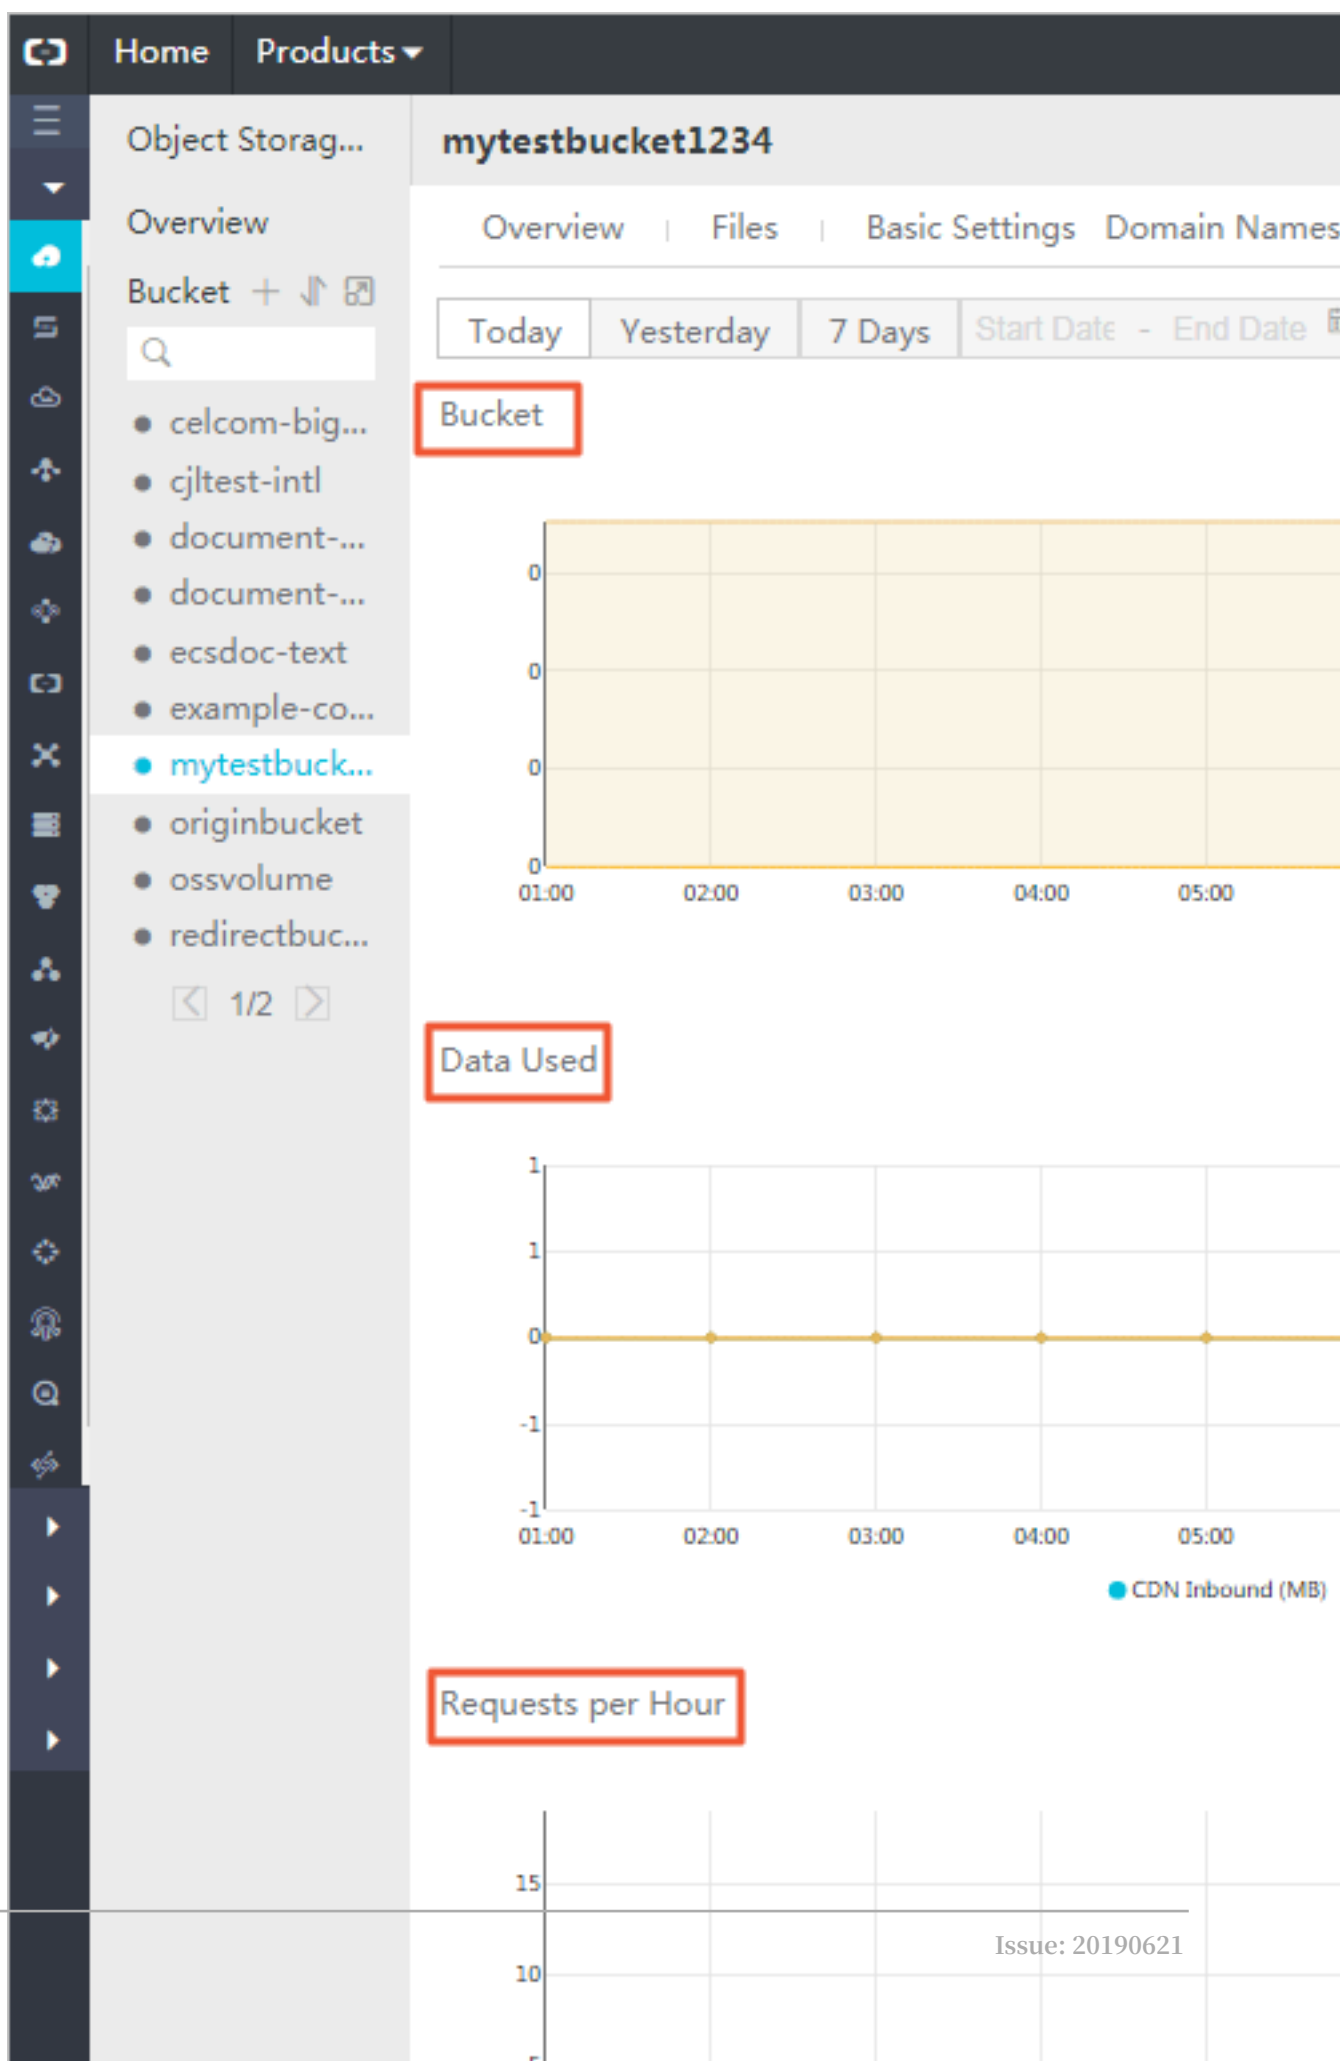 Home Products
Object Storag...
mytestbucket1234
Overview
Overview Files Basic Settings Domain Names
Bucket
Today Yesterday 7 Days Start Date - End Date
Bucket
celcom-big...
cjltest-intl
document-...
document-...
ecsdoc-text
example-co...
mytestbuck...
originbucket
ossvolume
redirectbuc...
1/2
0
0
0
0
01:00 02:00 03:00 04:00 05:00
Data Used
1
1
0
-1
-1
01:00 02:00 03:00 04:00 05:00
CDN Inbound (MB)
Requests per Hour
15
Issue: 20190621
10
5